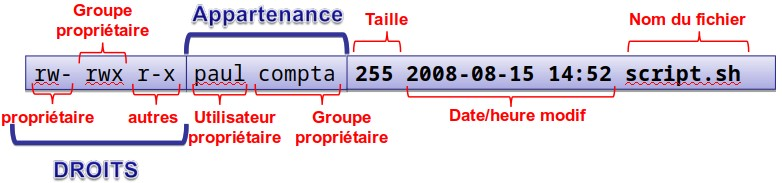 Groupe
propriétaire
Appartenance
Taille
Nom du fichier
rw- rwx r-x paul compta 255 2008-08-15 14:52 script.sh
propriétaire
autres
Utilisateur
propriétaire
Groupe
propriétaire
Date/heure modif
DROITS